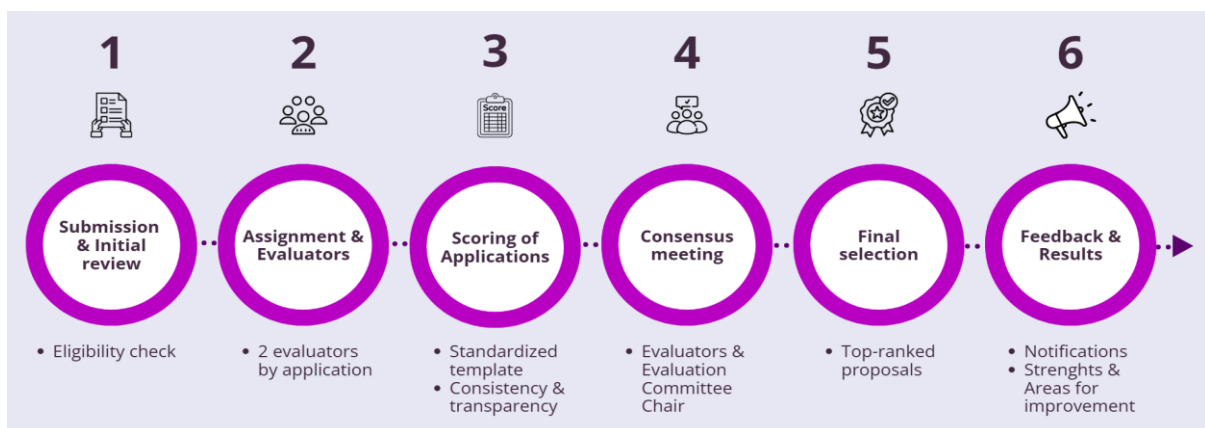 1
2
3
4
5
6
Score
Submission
& Initial
review
Assignment &
Evaluators
Scoring of
Applications
Consensus
meeting
Final
selection
Feedback &
Results
• Eligibility check
• 2 evaluators
by application
• Standardized
template
• Consistency &
transparency
• Evaluators &
Evaluation
Committee
Chair
• Top-ranked
proposals
• Notifications
• Strenghts &
Areas for
improvement